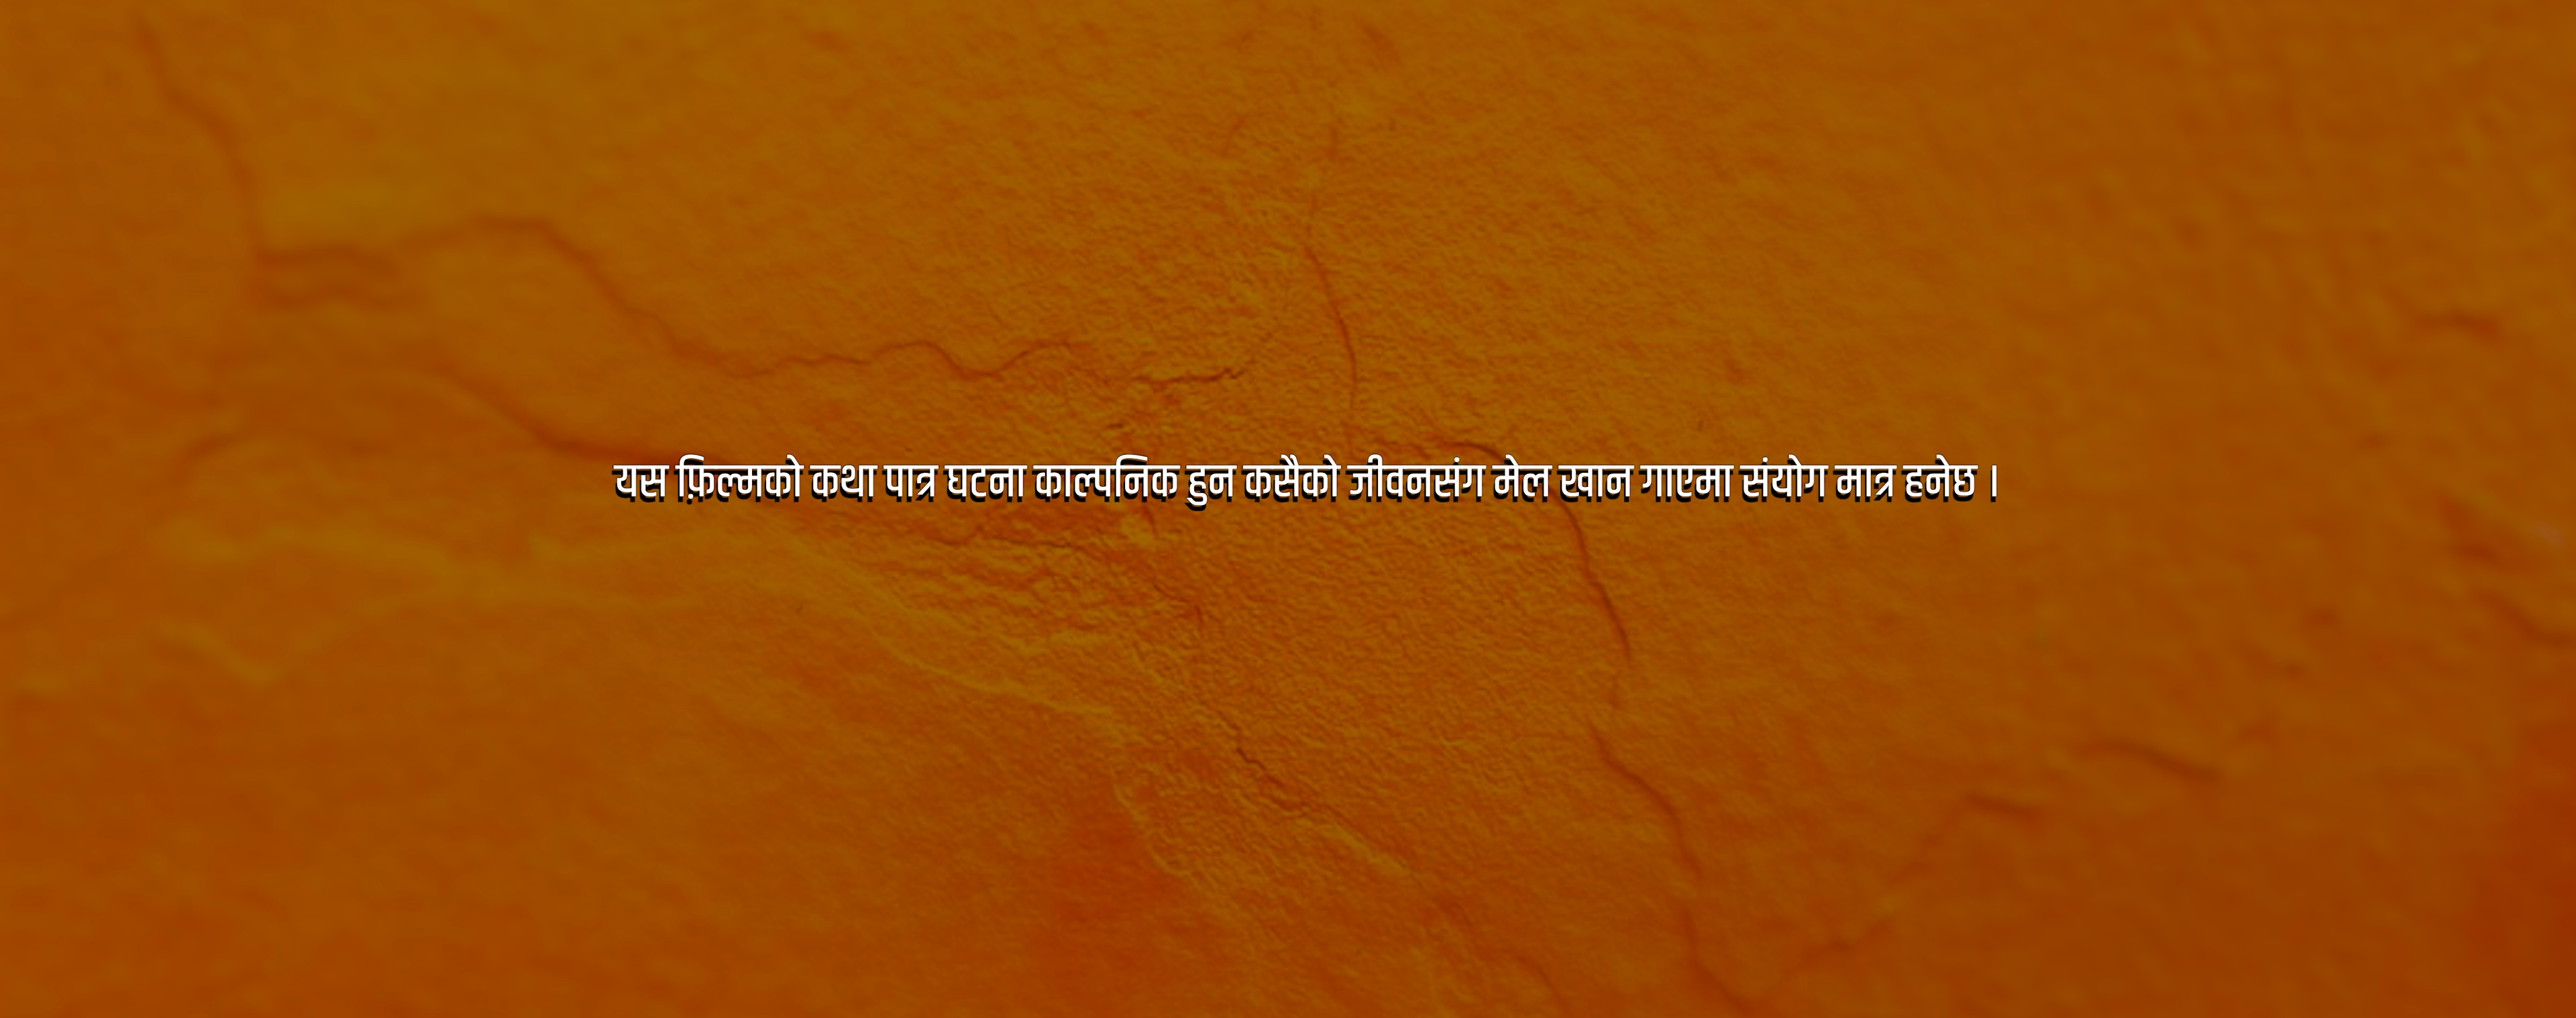 यस फ़िल्मको कथा पात्र घटना काल्पनिक हुन कसैको जीवनसंग मेल खान गाएमा संयोग मात्र हनेछ ।